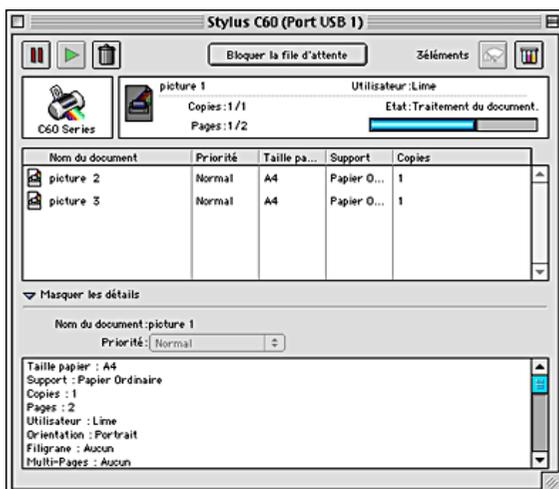 Stylus C60 (Port USB 1)
Bloquer la file d'attente
3éléments
C60 Series
picture 1
Utilisateur :Lime
Copies:1/1
Etat:Traitement du document.
Pages:1/2
Nom du document Priorité Taille pa... Support Copies
picture 2 Normal A4 Papier O... 1
picture 3 Normal A4 Papier O... 1
Masquer les détails
Nom du document:picture 1
Priorité: Normal
Taille papier : A4
Support : Papier Ordinaire
Copies : 1
Pages : 2
Utilisateur : Lime
Orientation : Portrait
Filigrane : Aucun
Multi-Pages : Aucun